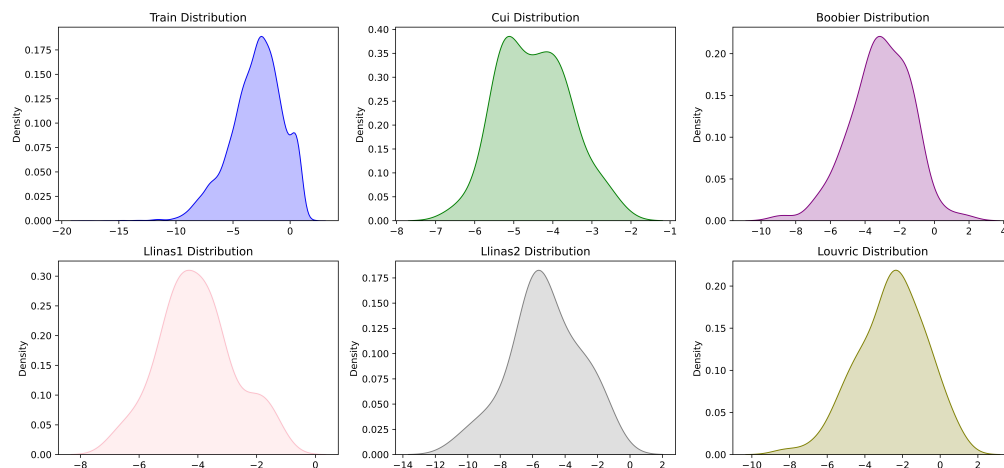 Train Distribution
Cui Distribution
Boobier Distribution
Density
0.175
0.150
0.125
0.100
0.075
0.050
0.025
0.000
−20 −15 −10 −5 0
Density
0.40
0.35
0.30
0.25
0.20
0.15
0.10
0.05
0.00
−8 −7 −6 −5 −4 −3 −2 −1
Density
0.20
0.15
0.10
0.05
0.00
−10 −8 −6 −4 −2 0 2 4
Llinas1 Distribution
Llinas2 Distribution
Louvric Distribution
Density
0.30
0.25
0.20
0.15
0.10
0.05
0.00
−8 −6 −4 −2 0
Density
0.175
0.150
0.125
0.100
0.075
0.050
0.025
0.000
−14 −12 −10 −8 −6 −4 −2 0 2
Density
0.20
0.15
0.10
0.05
0.00
−10 −8 −6 −4 −2 0 2